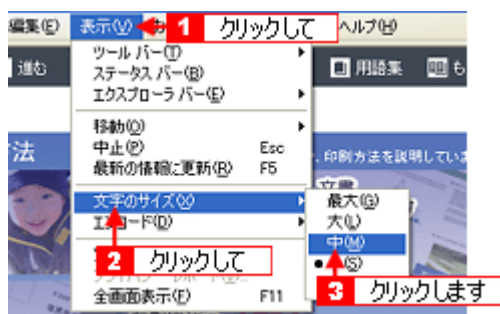 編集(E) 表示(V) 1 クリックして ヘルプ(H)
進む 用語集 も
ツール バー(T)
ステータス バー(B)
エクスプローラ バー(E)
移動(O)
中止(P) Esc
最新の情報に更新(R) F5
方法
印刷方法を説明してい
文字のサイズ(X)
エンコード(D)
最大(G)
大(L)
中(M)
(S)
2 クリックして
3 クリックします
全画面表示(F) F11